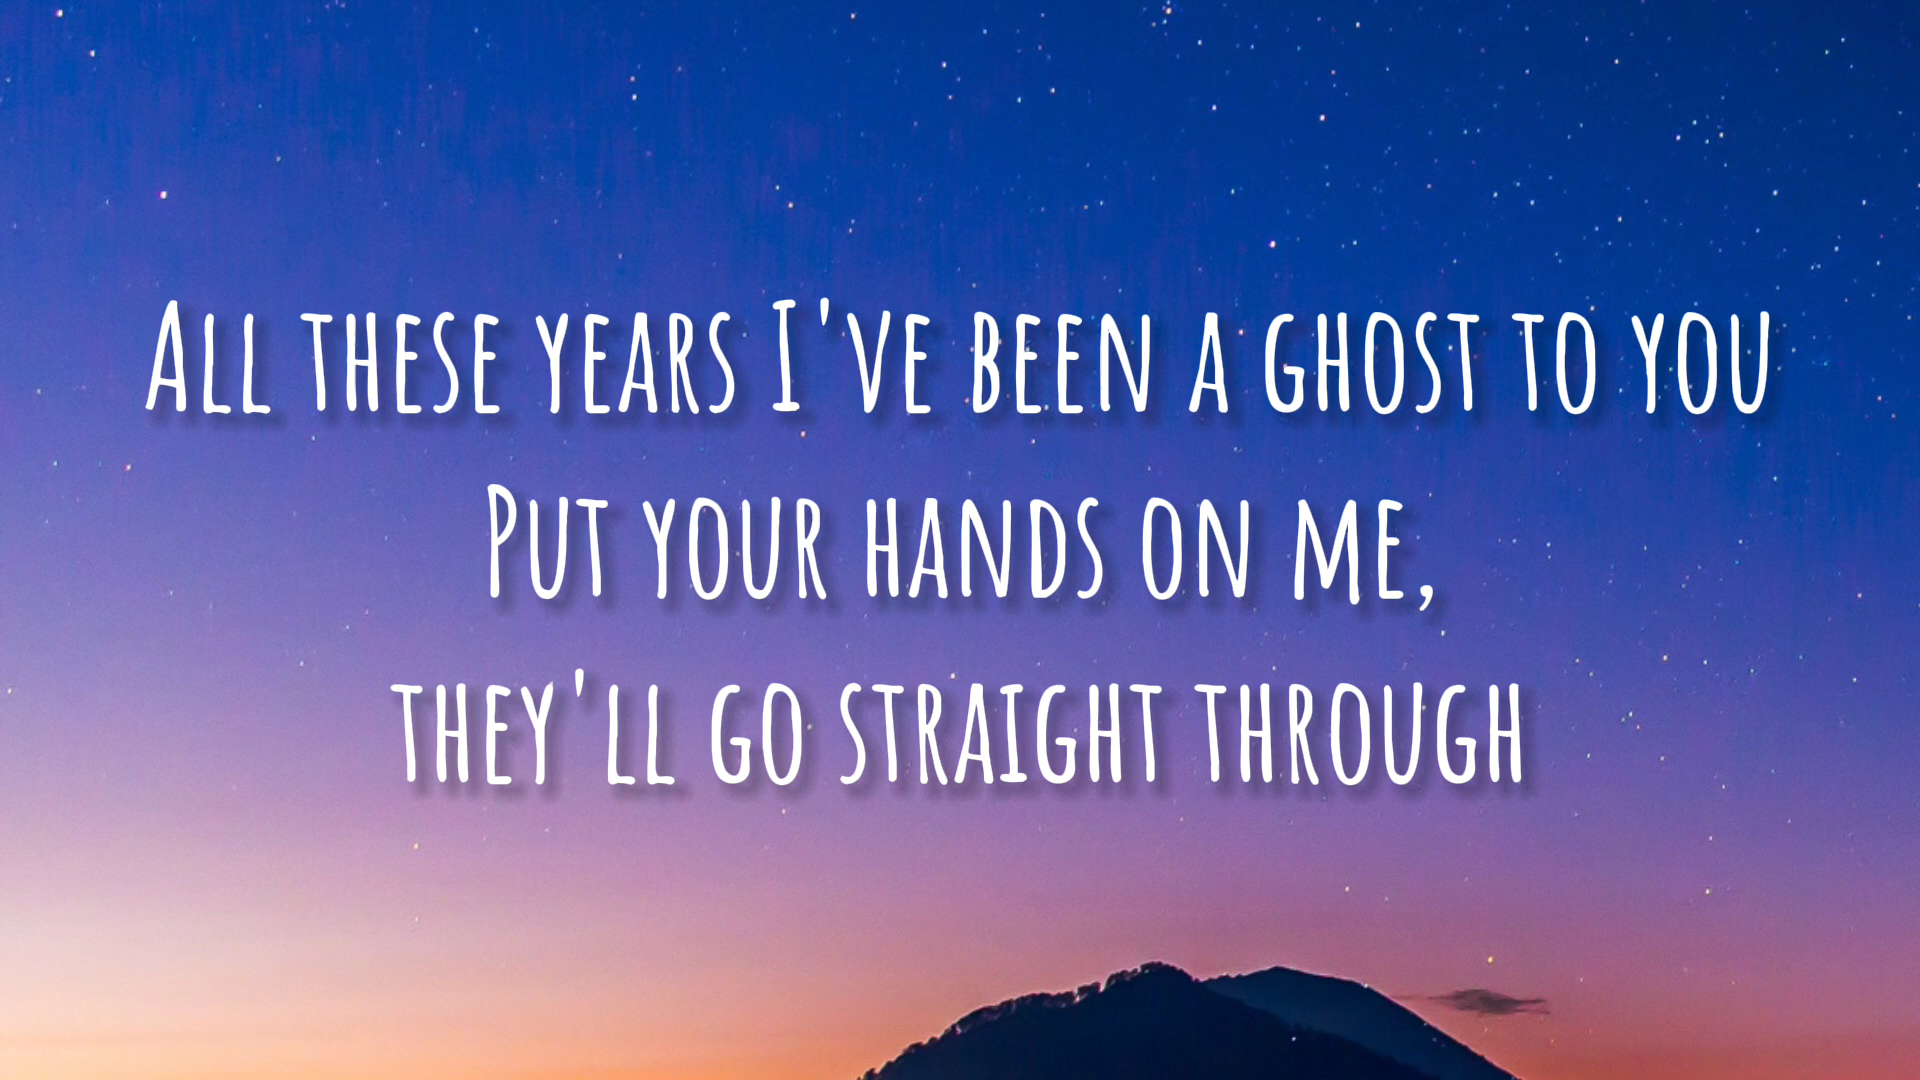 All these years I've been a ghost to you
Put your hands on me,
they'll go straight through